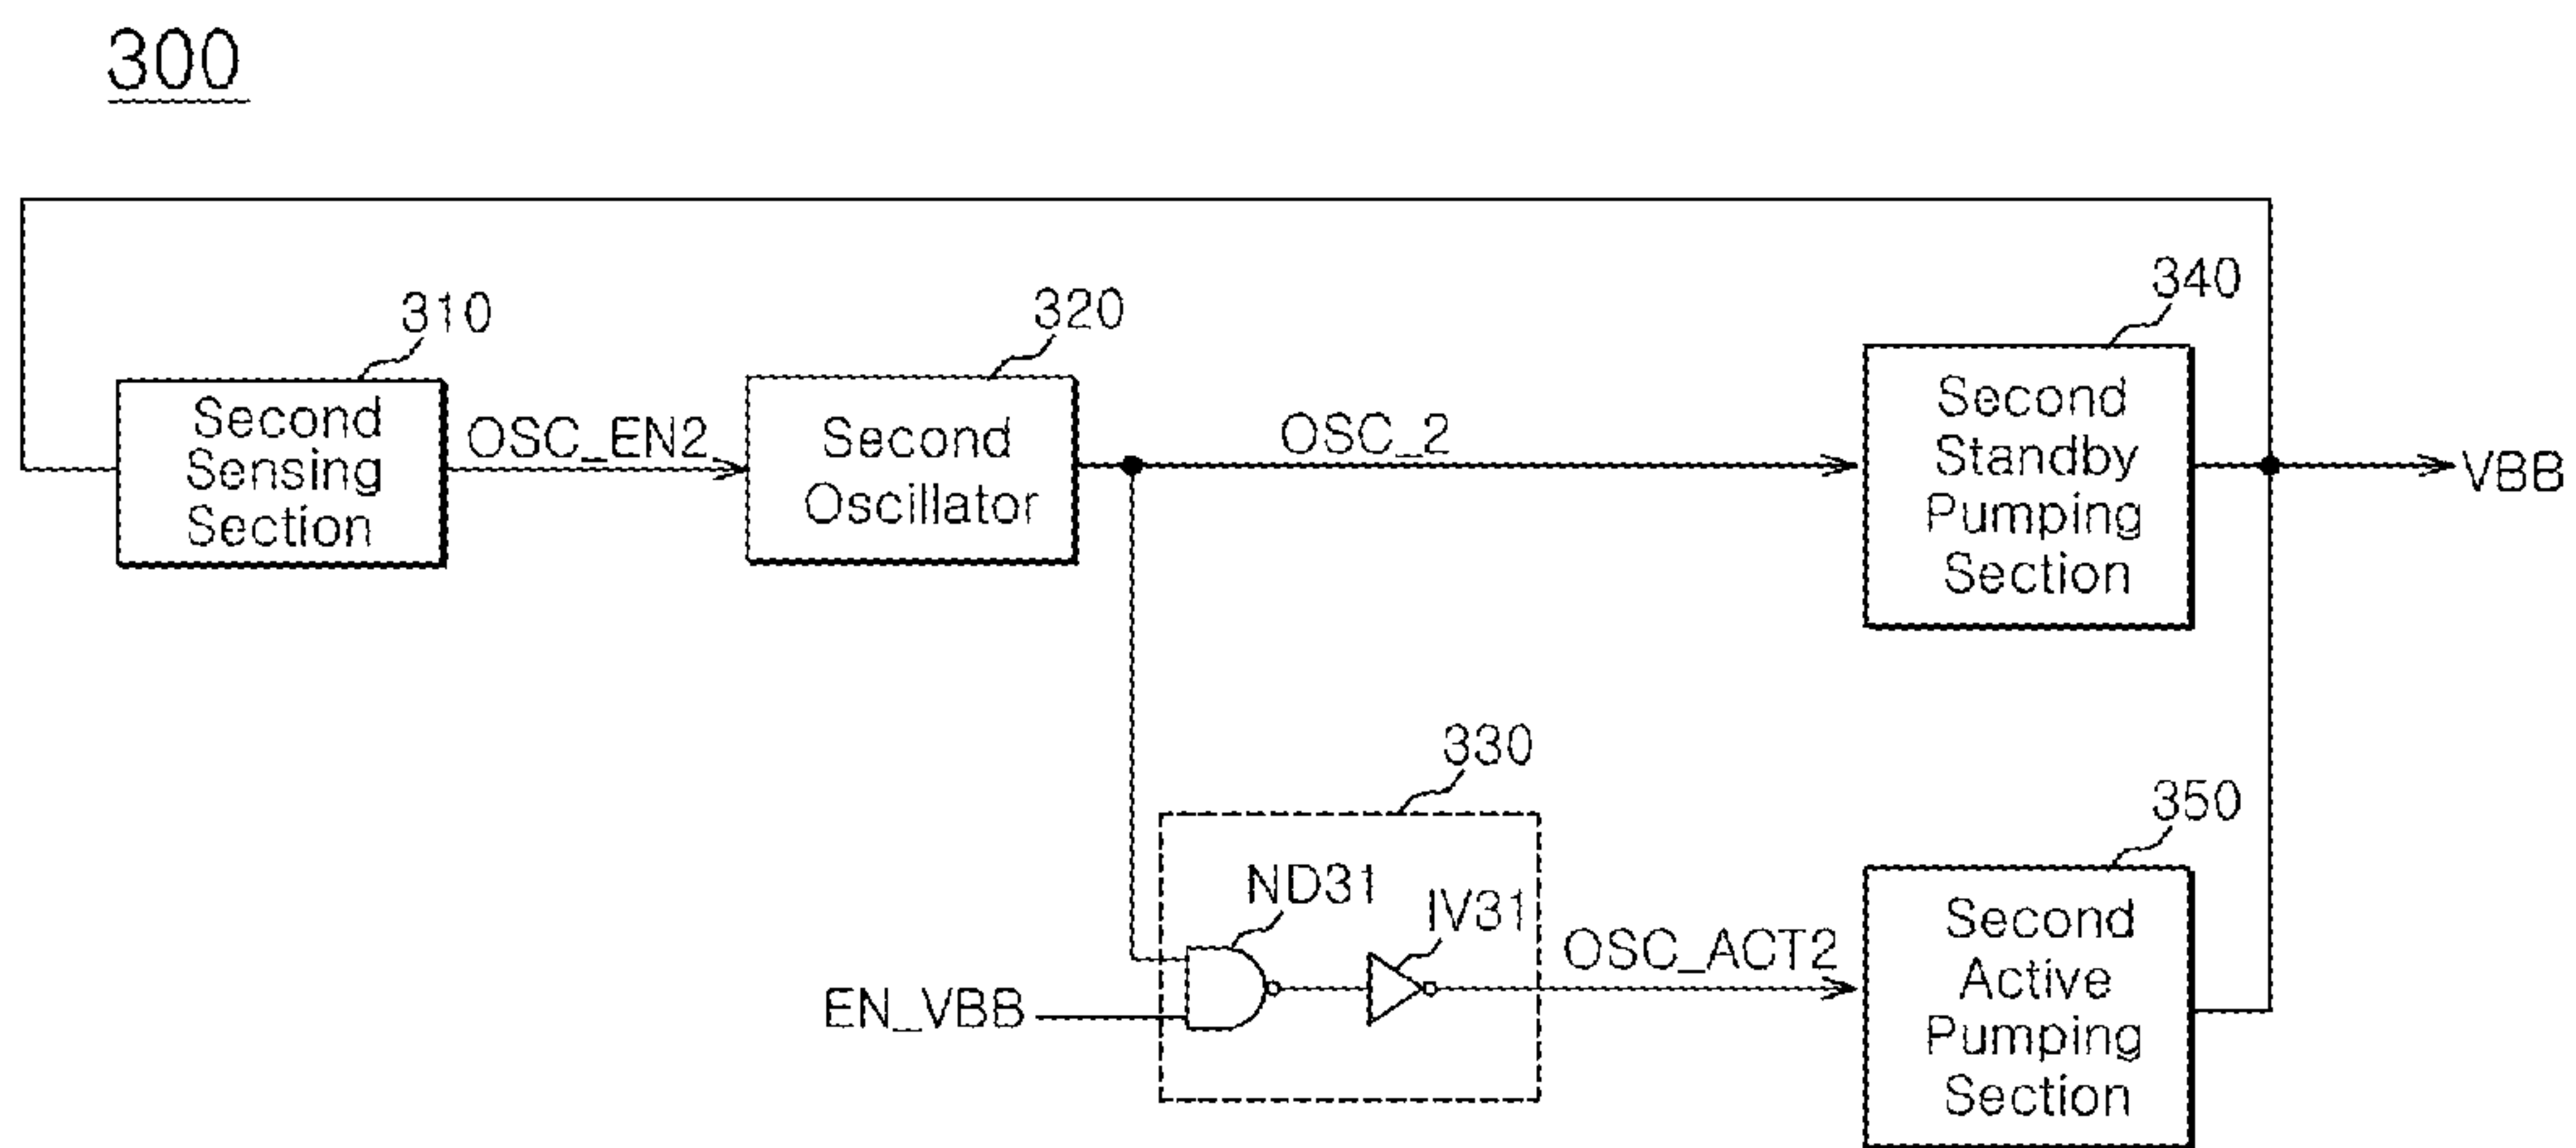 300
310
320
340
Second
Sensing
Section
OSC_EN2
Second
Oscillator
OSC_2
Second
Standby
Pumping
Section
VBB
330
350
ND31
IV31
EN_VBB
OSC_ACT2
Second
Active
Pumping
Section